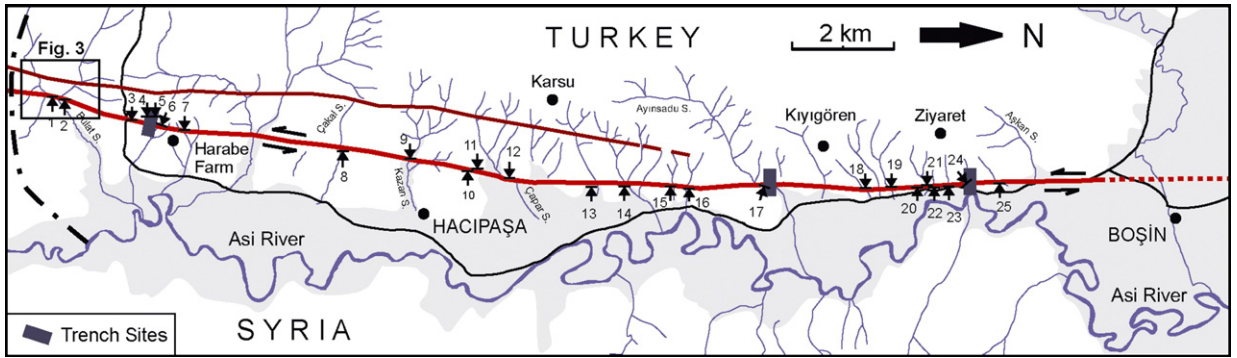 Fig. 3
TURKEY
2 km
N
Karsu
Ayınsadu S.
Kıyıgören
Ziyaret
Aşkan S.
3
4
5
6
7
1
2
Bulat S.
Harabe
Farm
Çakal S.
8
9
Kazan S.
10
11
12
Çapar S.
HACIPAŞA
13
14
15
16
17
18
19
20
21
22
23
24
25
BOŞİN
Asi River
Asi River
SYRIA
Trench Sites